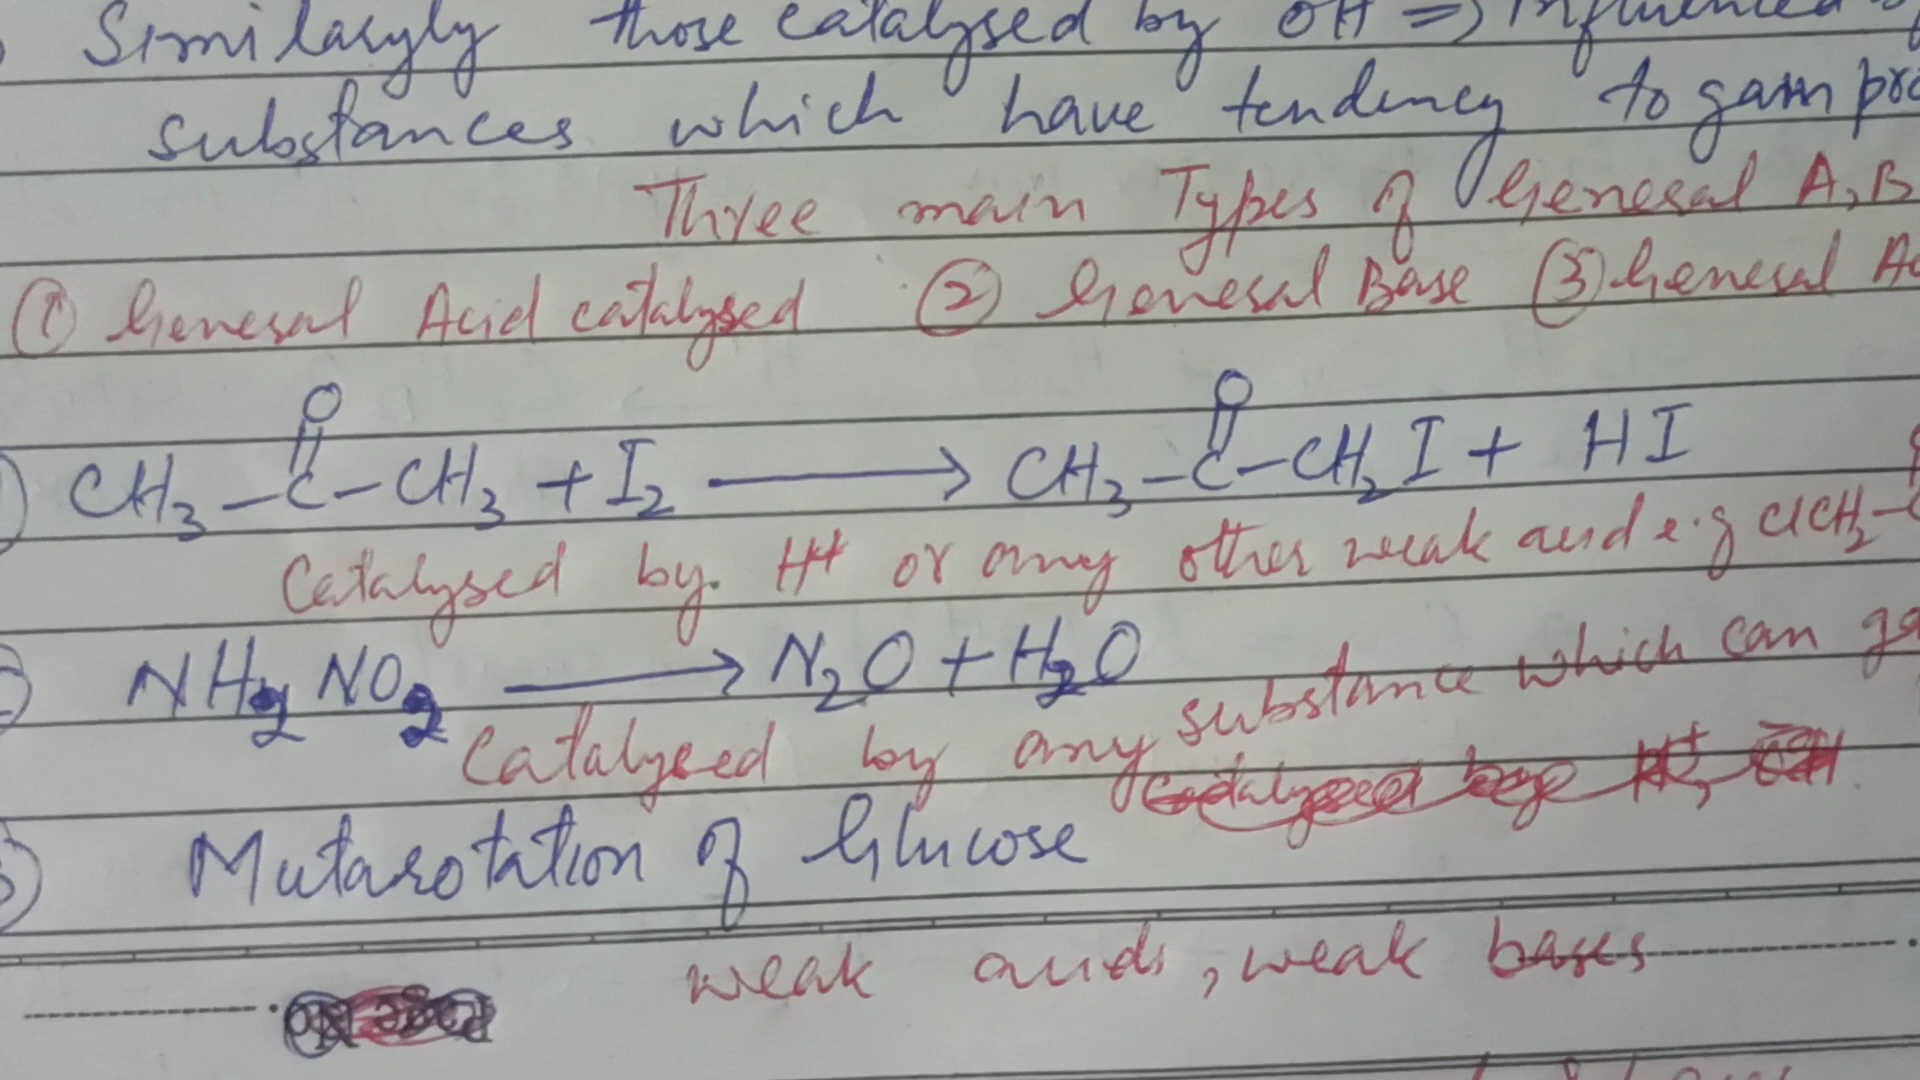 Similaryly those catalysed by OH => Influenced
substances which have tendency to gain
Three main Types of General A, B
① General Acid catalysed ② General Base ③ General
CH3-C(=O)-CH3 + I2 ⟶ CH3-C(=O)-CH2I + HI
Catalysed by. H+ or any other weak acid e.g ClCH2-
NH2NO2 ⟶ N2O + H2O
Catalysed by any substance which can
Mutarotation of Glucose
weak acids, weak bases